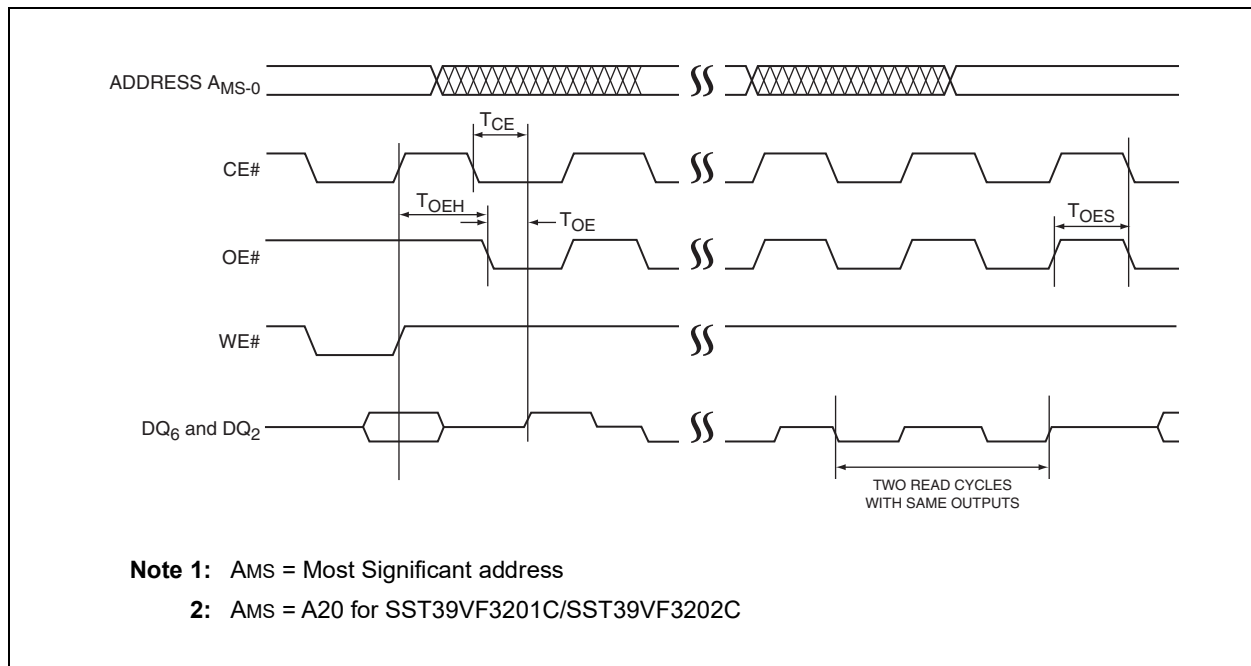 ADDRESS AMS-0
TCE
CE#
TOEH
TOE
TOES
OE#
WE#
DQ6 and DQ2
TWO READ CYCLES
WITH SAME OUTPUTS
Note 1: AMS = Most Significant address
2: AMS = A20 for SST39VF3201C/SST39VF3202C